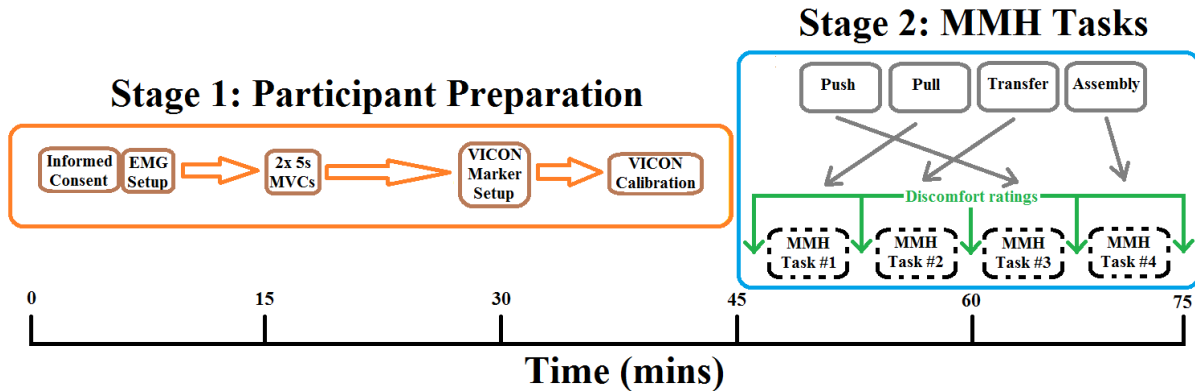 Stage 2: MMH Tasks
Push
Pull
Transfer
Assembly
Stage 1: Participant Preparation
Informed
Consent
EMG
Setup
2x 5s
MVCs
VICON
Marker
Setup
VICON
Calibration
Discomfort ratings
MMH
Task #1
MMH
Task #2
MMH
Task #3
MMH
Task #4
0
15
30
45
60
75
Time (mins)